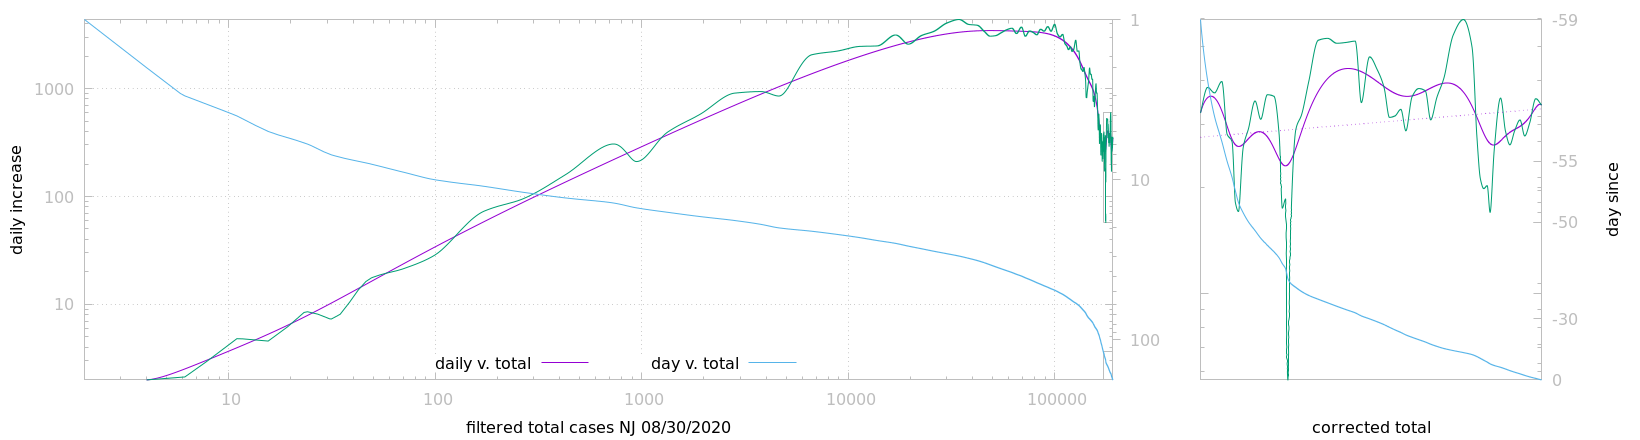 daily increase
1000
100
10
10
100
1000
10000
100000
filtered total cases NJ 08/30/2020
daily v. total
day v. total
1
10
100
-59
-55
-50
-30
0
day since
corrected total